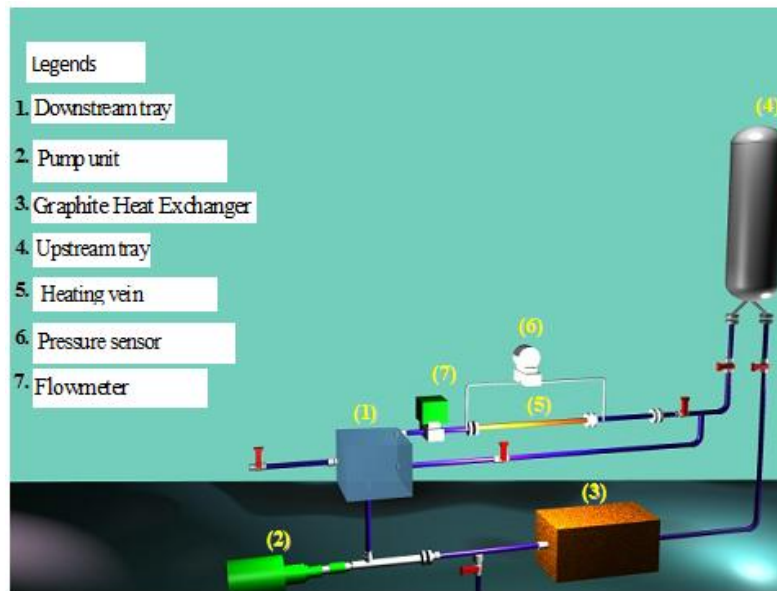 Legends
1. Downstream tray
2. Pump unit
3. Graphite Heat Exchanger
4. Upstream tray
5. Heating vein
6. Pressure sensor
7. Flowmeter
(4)
(6)
(7)
(5)
(1)
(3)
(2)